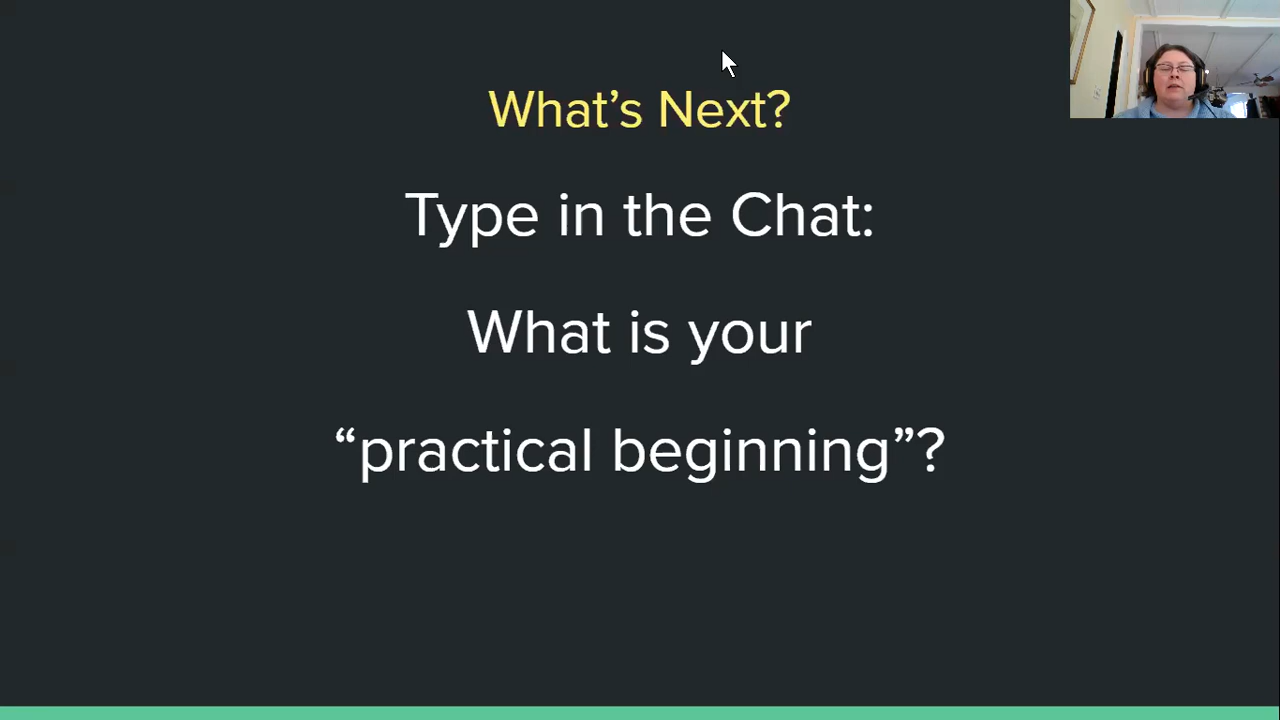 What’s Next?
Type in the Chat:
What is your
“practical beginning”?